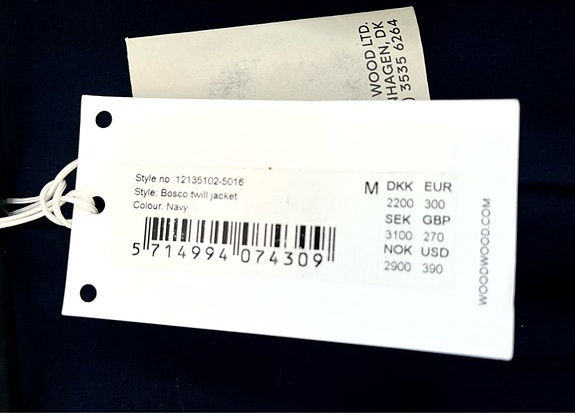 WOOD LTD.
NHAGEN, DK
) 3535 6264
Style no: 12135102-5016
Style: Bosco twill jacket
Colour: Navy
5 714994 074309
M
DKK EUR
2200 300
SEK GBP
3100 270
NOK USD
2900 390
WOODWOOD.COM